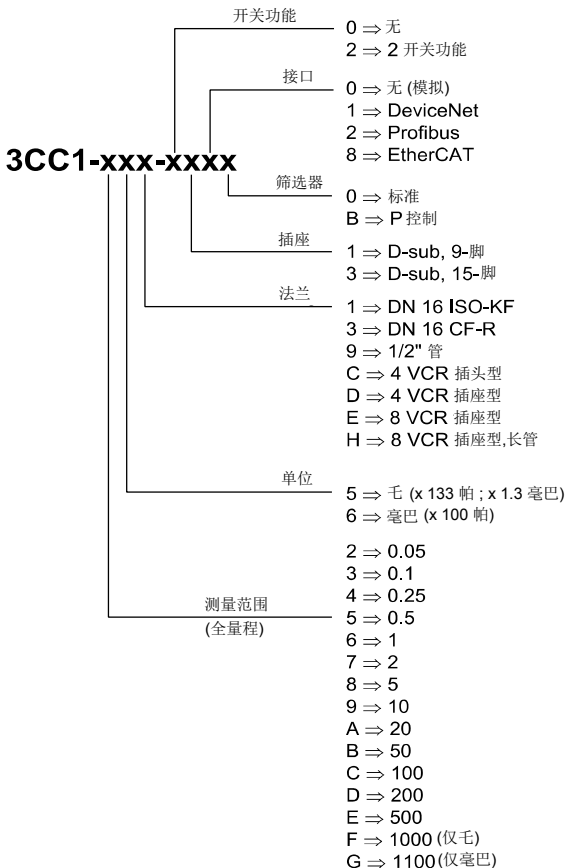 开关功能
0 ⇒ 无
2 ⇒ 2 开关功能
接口
0 ⇒ 无 (模拟)
1 ⇒ DeviceNet
2 ⇒ Profibus
8 ⇒ EtherCAT
3CC1-xxx-xxxx
筛选器
0 ⇒ 标准
B ⇒ P 控制
插座
1 ⇒ D-sub, 9-脚
3 ⇒ D-sub, 15-脚
法兰
1 ⇒ DN 16 ISO-KF
3 ⇒ DN 16 CF-R
9 ⇒ 1/2" 管
C ⇒ 4 VCR 插头型
D ⇒ 4 VCR 插座型
E ⇒ 8 VCR 插座型
H ⇒ 8 VCR 插座型,长管
单位
5 ⇒ 乇 (x 133 帕 ; x 1.3 毫巴)
6 ⇒ 毫巴 (x 100 帕)
测量范围
(全量程)
2 ⇒ 0.05
3 ⇒ 0.1
4 ⇒ 0.25
5 ⇒ 0.5
6 ⇒ 1
7 ⇒ 2
8 ⇒ 5
9 ⇒ 10
A ⇒ 20
B ⇒ 50
C ⇒ 100
D ⇒ 200
E ⇒ 500
F ⇒ 1000 (仅乇)
G ⇒ 1100 (仅毫巴)